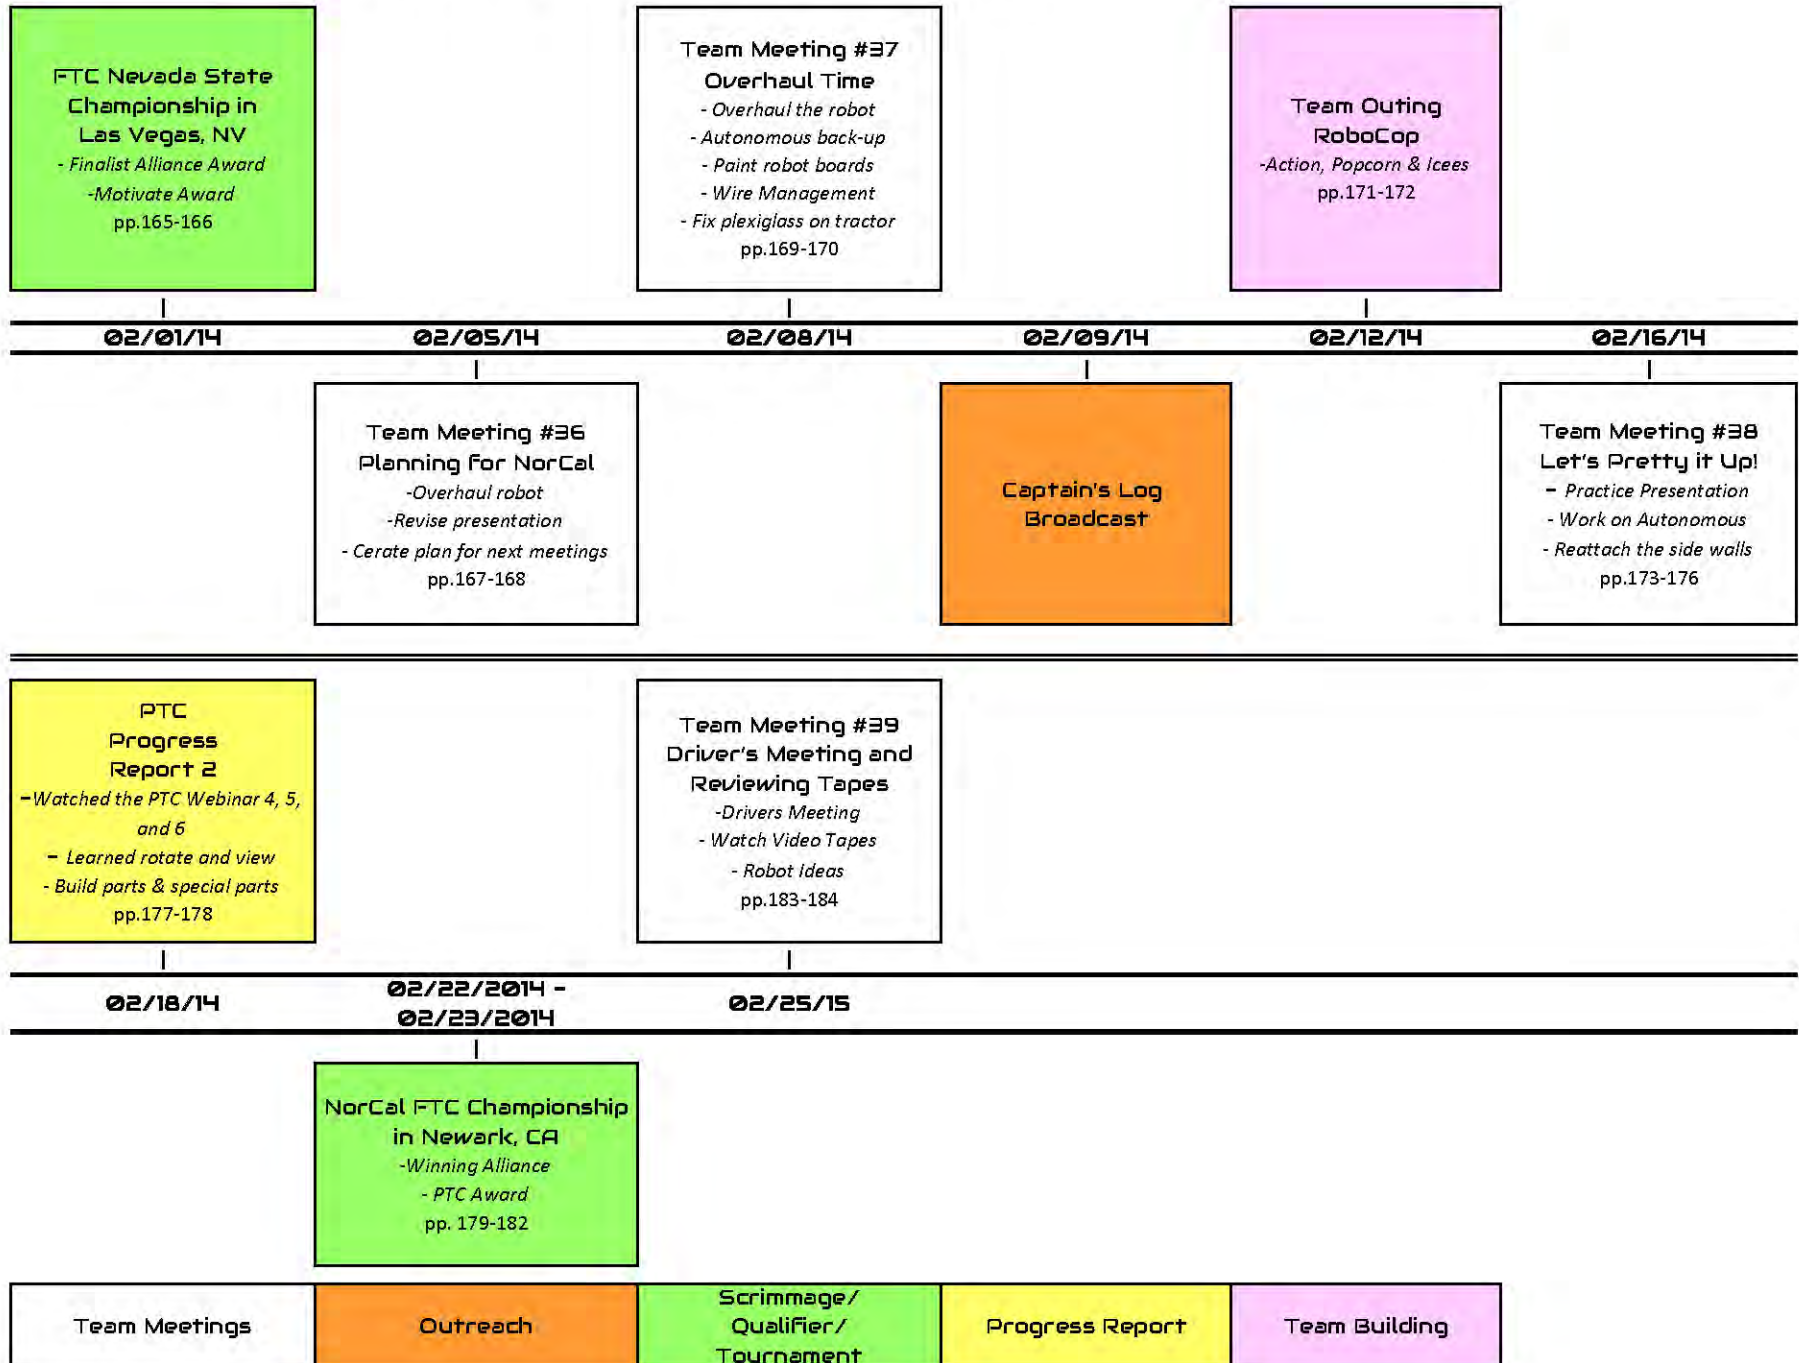 FTC Nevada State
Championship in
Las Vegas, NV
- Finalist Alliance Award
-Motivate Award
pp.165-166
Team Meeting #37
Overhaul Time
- Overhaul the robot
- Autonomous back-up
- Paint robot boards
- Wire Management
- Fix plexiglass on tractor
pp.169-170
Team Outing
RoboCop
-Action, Popcorn & Icees
pp.171-172
02/01/14
02/05/14
02/08/14
02/09/14
02/12/14
02/16/14
Team Meeting #36
Planning for NorCal
-Overhaul robot
-Revise presentation
- Cerate plan for next meetings
pp.167-168
Captain's Log
Broadcast
Team Meeting #38
Let's Pretty it Up!
- Practice Presentation
- Work on Autonomous
- Reattach the side walls
pp.173-176
PTC
Progress
Report 2
-Watched the PTC Webinar 4, 5,
and 6
- Learned rotate and view
- Build parts & special parts
pp.177-178
Team Meeting #39
Driver's Meeting and
Reviewing Tapes
-Drivers Meeting
- Watch Video Tapes
- Robot Ideas
pp.183-184
02/18/14
02/22/2014 -
02/23/2014
02/25/15
NorCal FTC Championship
in Newark, CA
-Winning Alliance
- PTC Award
pp. 179-182
Team Meetings
Outreach
Scrimmage/
Qualifier/
Tournament
Progress Report
Team Building